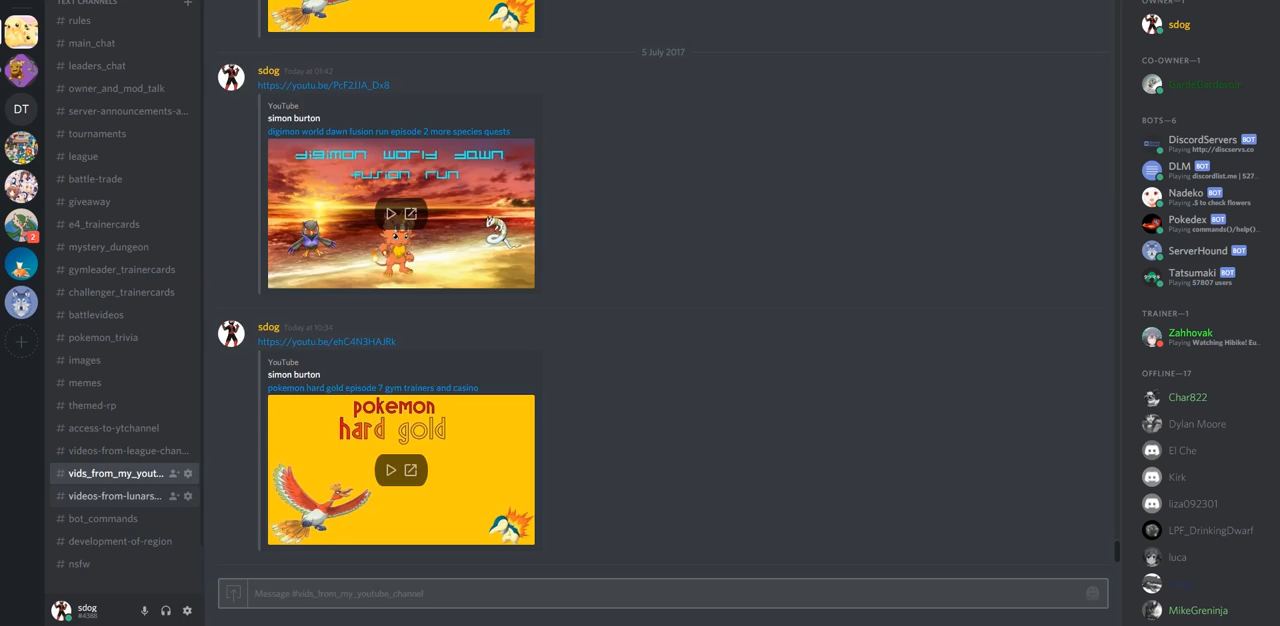 TEXT CHANNELS
# rules
# main_chat
# leaders_chat
# owner_and_mod_talk
# server-announcements-a...
# tournaments
# league
# battle-trade
# giveaway
# e4_trainercards
# mystery_dungeon
# gymleader_trainercards
# challenger_trainercards
# battlevideos
# pokemon_trivia
# images
# memes
# themed-rp
# access-to-ytchannel
# videos-from-league-chan...
# vids_from_my_yout...
# videos-from-lunars...
# bot_commands
# development-of-region
# nsfw
sdog
#4388
DT
2
5 July 2017
sdog Today at 01:42
https://youtu.be/PcF2JJA_Dx8
YouTube
simon burton
digimon world dawn fusion run episode 2 more species quests
digimon world dawn
fusion run
sdog Today at 10:34
https://youtu.be/ehC4N3HAJRk
YouTube
simon burton
pokemon hard gold episode 7 gym trainers and casino
pokemon
hard gold
Message #vids_from_my_youtube_channel
OWNER—1
sdog
CO-OWNER—1
BOTS—6
DiscordServers BOT
Playing http://discservs.co
DLM BOT
Playing discordlist.me | 527...
Nadeko BOT
Playing .$ to check flowers
Pokedex BOT
Playing commands()/help()...
ServerHound BOT
Tatsumaki BOT
Playing 57807 users
TRAINER—1
Zahhovak
Playing Watching Hibike! Eu...
OFFLINE—17
Char822
Dylan Moore
El Che
Kirk
liza092301
LPF_DrinkingDwarf
luca
MikeGreninja